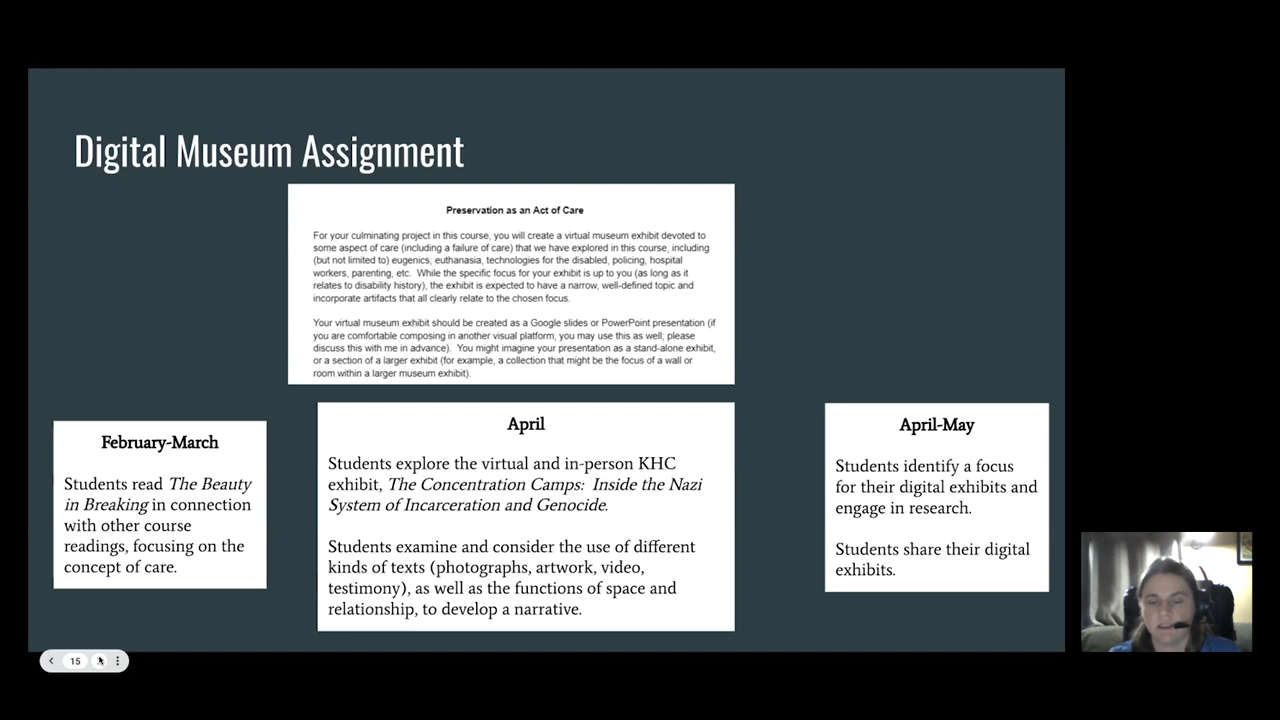 Digital Museum Assignment
Preservation as an Act of Care
For your culminating project in this course, you will create a virtual museum exhibit devoted to
some aspect of care (including a failure of care) that we have explored in this course, including
(but not limited to) eugenics, euthanasia, technologies for the disabled, policing, hospital
workers, parenting, etc.  While the specific focus for your exhibit is up to you (as long as it
relates to disability history), the exhibit is expected to have a narrow, well-defined topic and
incorporate artifacts that all clearly relate to the chosen focus.
Your virtual museum exhibit should be created as a Google slides or PowerPoint presentation (if
you are comfortable composing in another visual platform, you may use this as well; please
discuss this with me in advance).  You might imagine your presentation as a stand-alone exhibit,
or a section of a larger exhibit (for example, a collection that might be the focus of a wall or
room within a larger museum exhibit).
February-March
Students read The Beauty
in Breaking in connection
with other course
readings, focusing on the
concept of care.
April
Students explore the virtual and in-person KHC
exhibit, The Concentration Camps:  Inside the Nazi
System of Incarceration and Genocide.
Students examine and consider the use of different
kinds of texts (photographs, artwork, video,
testimony), as well as the functions of space and
relationship, to develop a narrative.
April-May
Students identify a focus
for their digital exhibits and
engage in research.
Students share their digital
exhibits.
15